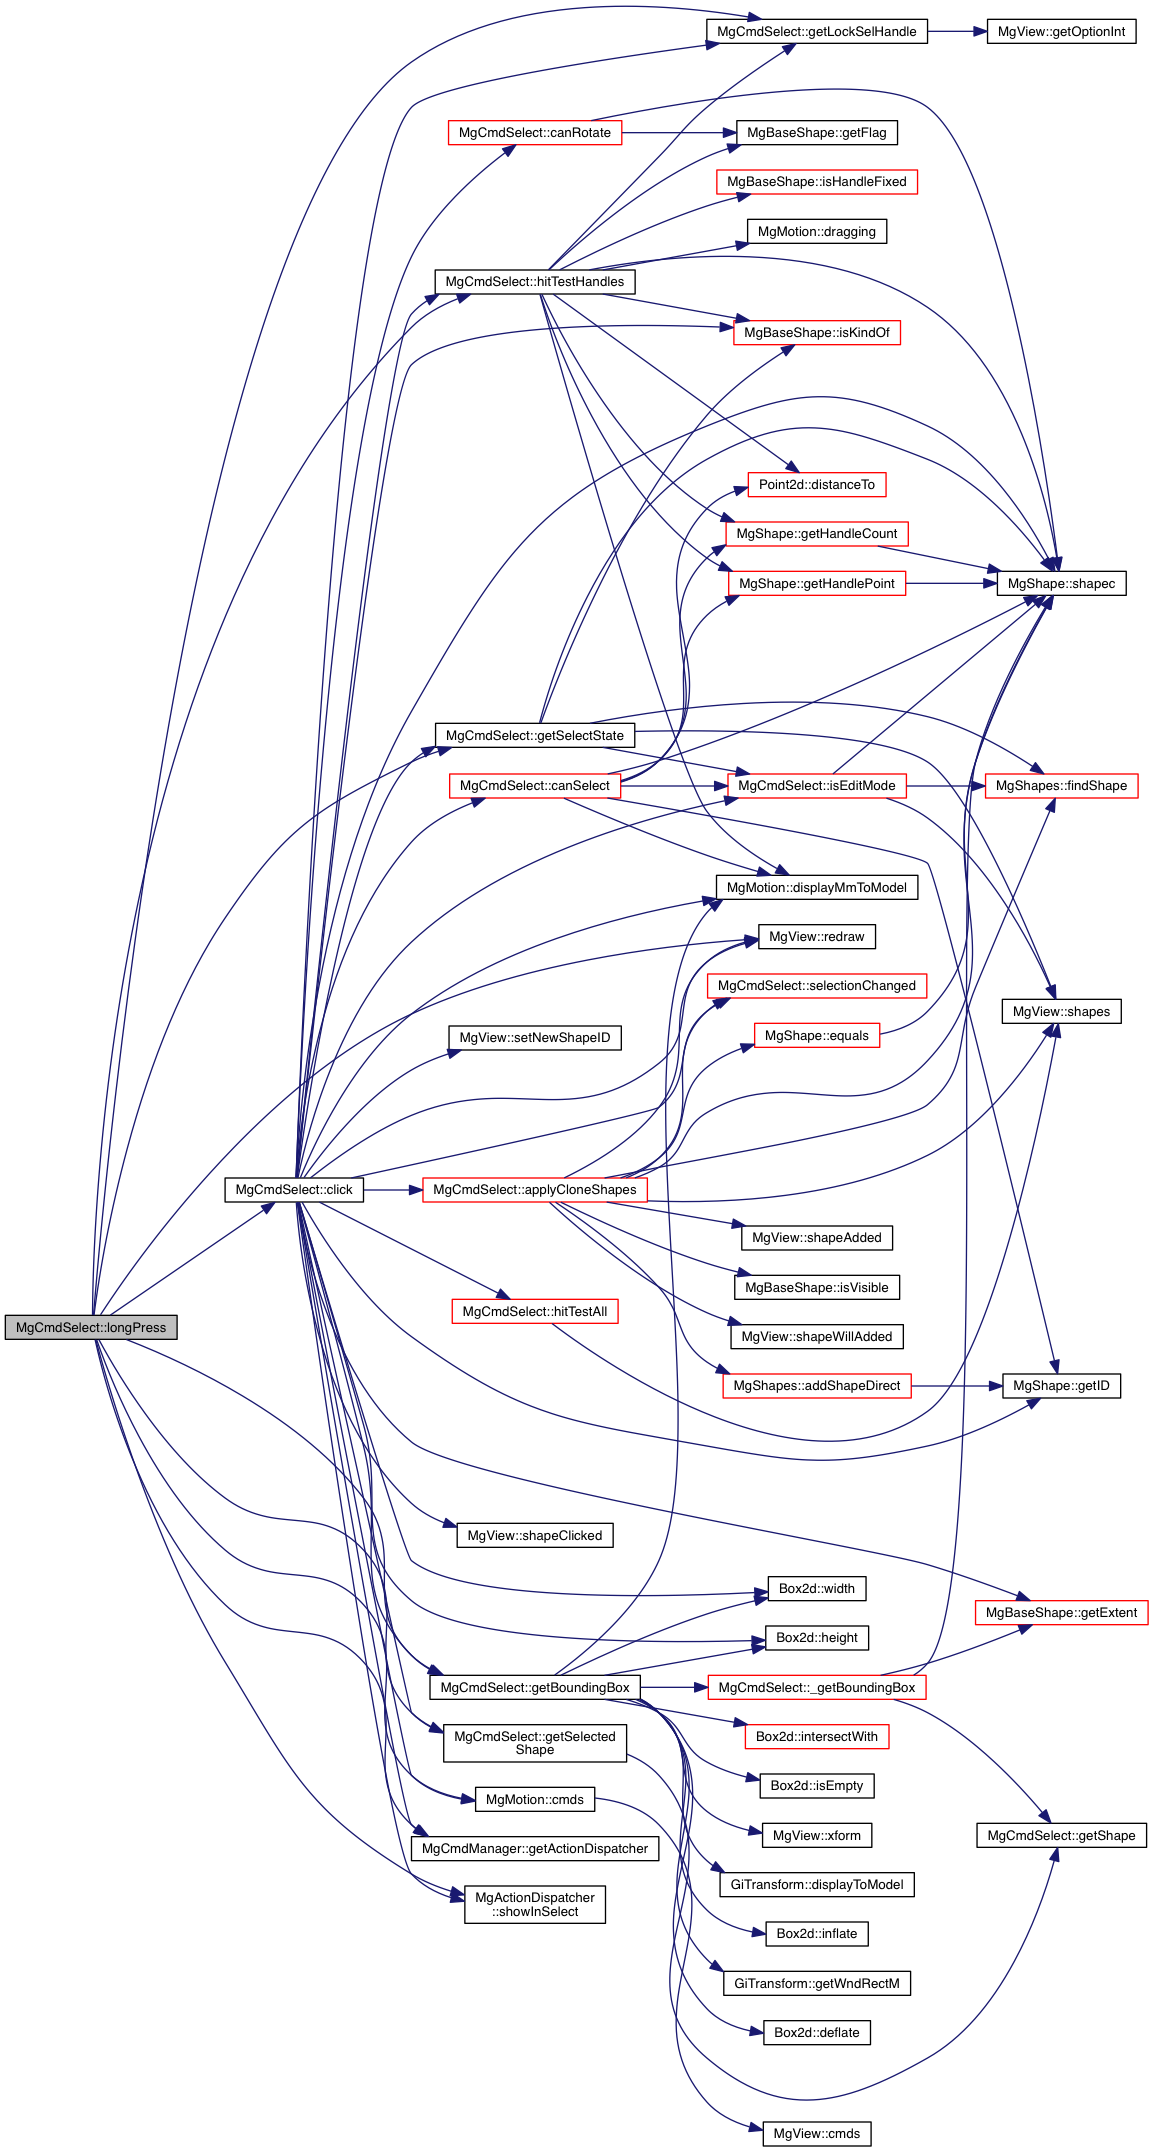 MgCmdSelect::getLockSelHandle
MgView::getOptionInt
MgCmdSelect::canRotate
MgBaseShape::getFlag
MgBaseShape::isHandleFixed
MgMotion::dragging
MgCmdSelect::hitTestHandles
MgBaseShape::isKindOf
Point2d::distanceTo
MgShape::getHandleCount
MgShape::getHandlePoint
MgShape::shapec
MgCmdSelect::getSelectState
MgCmdSelect::canSelect
MgCmdSelect::isEditMode
MgShapes::findShape
MgMotion::displayMmToModel
MgView::redraw
MgCmdSelect::selectionChanged
MgView::shapes
MgView::setNewShapeID
MgShape::equals
MgCmdSelect::click
MgCmdSelect::applyCloneShapes
MgView::shapeAdded
MgBaseShape::isVisible
MgCmdSelect::hitTestAll
MgCmdSelect::longPress
MgView::shapeWillAdded
MgShapes::addShapeDirect
MgShape::getID
MgView::shapeClicked
Box2d::width
MgBaseShape::getExtent
Box2d::height
MgCmdSelect::getBoundingBox
MgCmdSelect::_getBoundingBox
MgCmdSelect::getSelected
Shape
Box2d::intersectWith
Box2d::isEmpty
MgMotion::cmds
MgView::xform
MgCmdSelect::getShape
MgCmdManager::getActionDispatcher
GiTransform::displayToModel
MgActionDispatcher
::showInSelect
Box2d::inflate
GiTransform::getWndRectM
Box2d::deflate
MgView::cmds